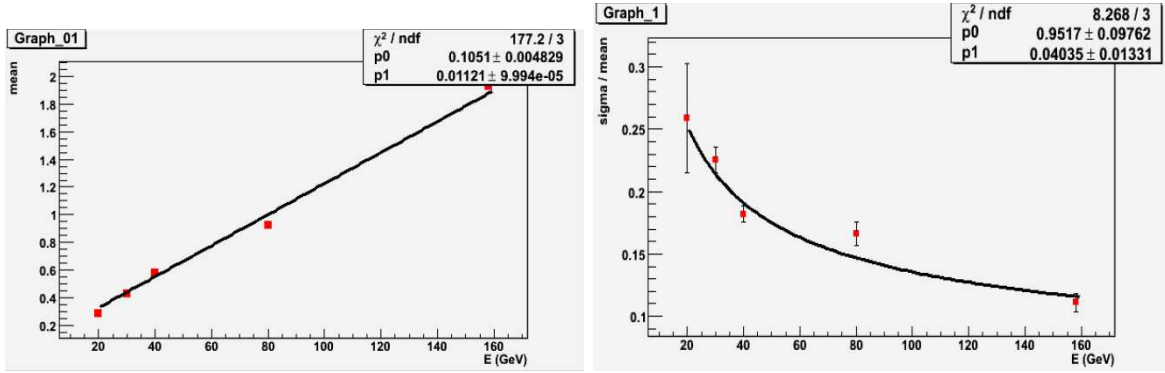 Graph_01
χ² / ndf 177.2 / 3
p0 0.1051 ± 0.004829
p1 0.01121 ± 9.994e-05
mean
2
1.8
1.6
1.4
1.2
1
0.8
0.6
0.4
0.2
20 40 60 80 100 120 140 160
E (GeV)
Graph_1
χ² / ndf 8.268 / 3
p0 0.9517 ± 0.09762
p1 0.04035 ± 0.01331
sigma / mean
0.3
0.25
0.2
0.15
0.1
20 40 60 80 100 120 140 160
E (GeV)